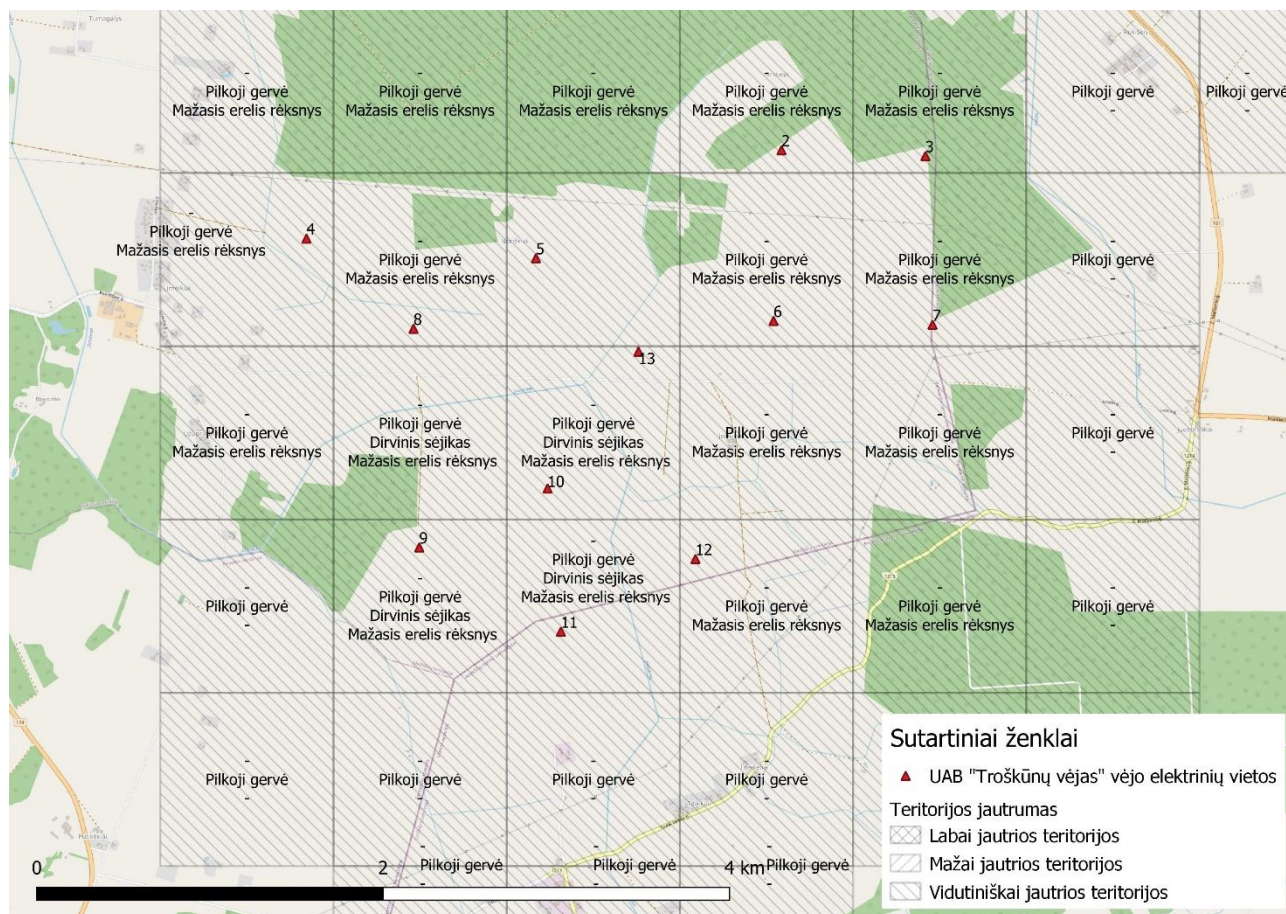 Pilkoji gervė
Mažasis erelis rėksnys
Pilkoji gervė
Mažasis erelis rėksnys
Pilkoji gervė
Mažasis erelis rėksnys
Pilkoji gervė
Mažasis erelis rėksnys
Pilkoji gervė
Mažasis erelis rėksnys
Pilkoji gervė
-
Pilkoji gervė
-
2
3
4
Pilkoji gervė
Mažasis erelis rėksnys
5
Pilkoji gervė
Mažasis erelis rėksnys
Pilkoji gervė
Mažasis erelis rėksnys
Pilkoji gervė
Mažasis erelis rėksnys
Pilkoji gervė
-
8
6
7
13
Pilkoji gervė
Mažasis erelis rėksnys
Pilkoji gervė
Dirvinis sėjikas
Mažasis erelis rėksnys
Pilkoji gervė
Dirvinis sėjikas
Mažasis erelis rėksnys
Pilkoji gervė
Mažasis erelis rėksnys
Pilkoji gervė
Mažasis erelis rėksnys
Pilkoji gervė
-
10
9
12
Pilkoji gervė
-
Pilkoji gervė
Dirvinis sėjikas
Mažasis erelis rėksnys
Pilkoji gervė
Dirvinis sėjikas
Mažasis erelis rėksnys
Pilkoji gervė
Mažasis erelis rėksnys
Pilkoji gervė
Mažasis erelis rėksnys
Pilkoji gervė
-
11
Pilkoji gervė
-
Pilkoji gervė
-
Pilkoji gervė
-
Pilkoji gervė
-
Pilkoji gervė
Pilkoji gervė
Pilkoji gervė
0
2
4 km
Sutartiniai ženklai
UAB "Troškūnų vėjas" vėjo elektrinių vietos
Teritorijos jautrumas
Labai jautrios teritorijos
Mažai jautrios teritorijos
Vidutiniškai jautrios teritorijos